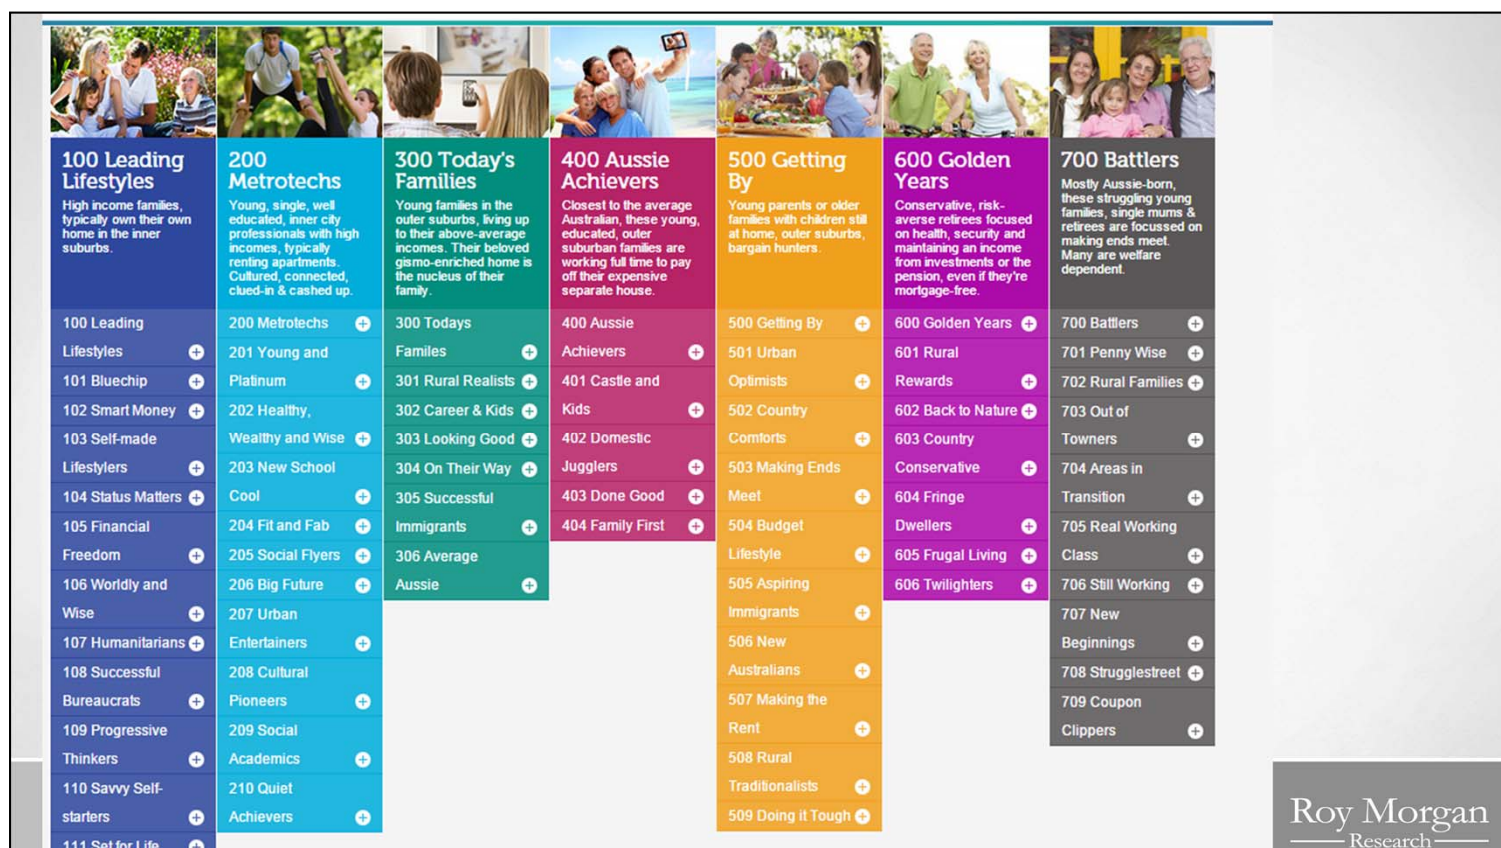 100 Leading
Lifestyles
High income families,
typically own their own
home in the inner
suburbs.
100 Leading
Lifestyles
101 Bluechip
102 Smart Money
103 Self-made
Lifestylers
104 Status Matters
105 Financial
Freedom
106 Worldly and
Wise
107 Humanitarians
108 Successful
Bureaucrats
109 Progressive
Thinkers
110 Savvy Self-
starters
111 Set for Life
200
Metrotechs
Young, single, well
educated, inner city
professionals with high
incomes, typically
renting apartments.
Cultured, connected,
clued-in & cashed up.
200 Metrotechs
201 Young and
Platinum
202 Healthy,
Wealthy and Wise
203 New School
Cool
204 Fit and Fab
205 Social Flyers
206 Big Future
207 Urban
Entertainers
208 Cultural
Pioneers
209 Social
Academics
210 Quiet
Achievers
300 Today's
Families
Young families in the
outer suburbs, living up
to their above-average
incomes. Their beloved
gismo-enriched home is
the nucleus of their
family.
300 Todays
Familes
301 Rural Realists
302 Career & Kids
303 Looking Good
304 On Their Way
305 Successful
Immigrants
306 Average
Aussie
400 Aussie
Achievers
Closest to the average
Australian, these young,
educated, outer
suburban families are
working full time to pay
off their expensive
separate house.
400 Aussie
Achievers
401 Castle and
Kids
402 Domestic
Jugglers
403 Done Good
404 Family First
500 Getting
By
Young parents or older
families with children still
at home, outer suburbs,
bargain hunters.
500 Getting By
501 Urban
Optimists
502 Country
Comforts
503 Making Ends
Meet
504 Budget
Lifestyle
505 Aspiring
Immigrants
506 New
Australians
507 Making the
Rent
508 Rural
Traditionalists
509 Doing it Tough
600 Golden
Years
Conservative, risk-
averse retirees focused
on health, security and
maintaining an income
from investments or the
pension, even if they're
mortgage-free.
600 Golden Years
601 Rural
Rewards
602 Back to Nature
603 Country
Conservative
604 Fringe
Dwellers
605 Frugal Living
606 Twilighters
700 Battlers
Mostly Aussie-born,
these struggling young
families, single mums &
retirees are focussed on
making ends meet.
Many are welfare
dependent.
700 Battlers
701 Penny Wise
702 Rural Families
703 Out of
Towners
704 Areas in
Transition
705 Real Working
Class
706 Still Working
707 New
Beginnings
708 Strugglestreet
709 Coupon
Clippers
Roy Morgan
Research